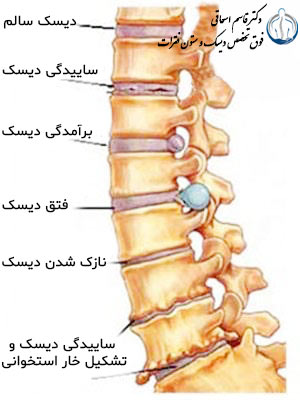 دکتر قاسم اسحاقی
فوق تخصص دیسک و ستون فقرات
دیسک سالم
ساییدگی دیسک
برآمدگی دیسک
فتق دیسک
نازک شدن دیسک
ساییدگی دیسک و
تشکیل خار استخوانی